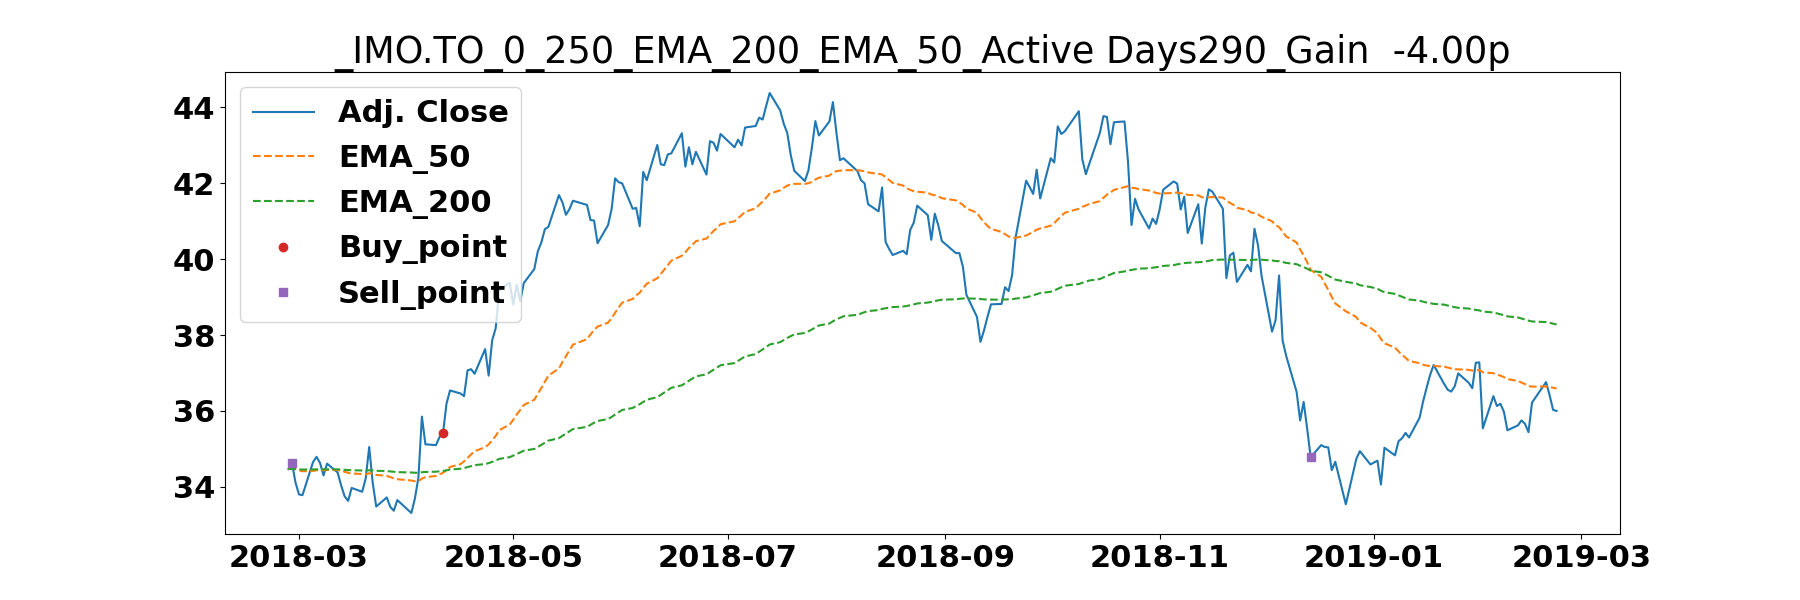 _IMO.TO_0_250_EMA_200_EMA_50_Active Days290_Gain  -4.00p
Adj. Close
EMA_50
EMA_200
Buy_point
Sell_point
44
42
40
38
36
34
2018-03 2018-05 2018-07 2018-09 2018-11 2019-01 2019-03